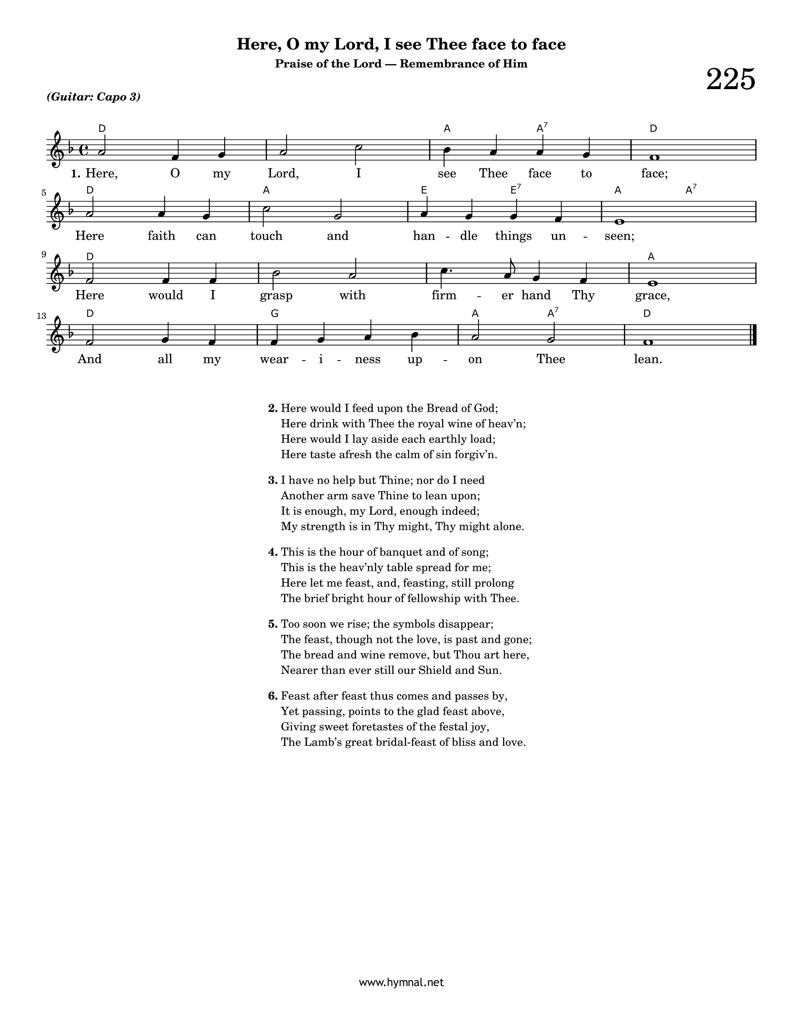 Here, O my Lord, I see Thee face to face
Praise of the Lord — Remembrance of Him
225
(Guitar: Capo 3)
D A A7 D
1. Here, O my Lord, I see Thee face to face;
5 D A E E7 A A7
Here faith can touch and han - dle things un - seen;
9 D A
Here would I grasp with firm - er hand Thy grace,
13 D G A A7 D
And all my wear - i - ness up - on Thee lean.
2. Here would I feed upon the Bread of God;
Here drink with Thee the royal wine of heav'n;
Here would I lay aside each earthly load;
Here taste afresh the calm of sin forgiv'n.
3. I have no help but Thine; nor do I need
Another arm save Thine to lean upon;
It is enough, my Lord, enough indeed;
My strength is in Thy might, Thy might alone.
4. This is the hour of banquet and of song;
This is the heav'nly table spread for me;
Here let me feast, and, feasting, still prolong
The brief bright hour of fellowship with Thee.
5. Too soon we rise; the symbols disappear;
The feast, though not the love, is past and gone;
The bread and wine remove, but Thou art here,
Nearer than ever still our Shield and Sun.
6. Feast after feast thus comes and passes by,
Yet passing, points to the glad feast above,
Giving sweet foretastes of the festal joy,
The Lamb's great bridal-feast of bliss and love.
www.hymnal.net